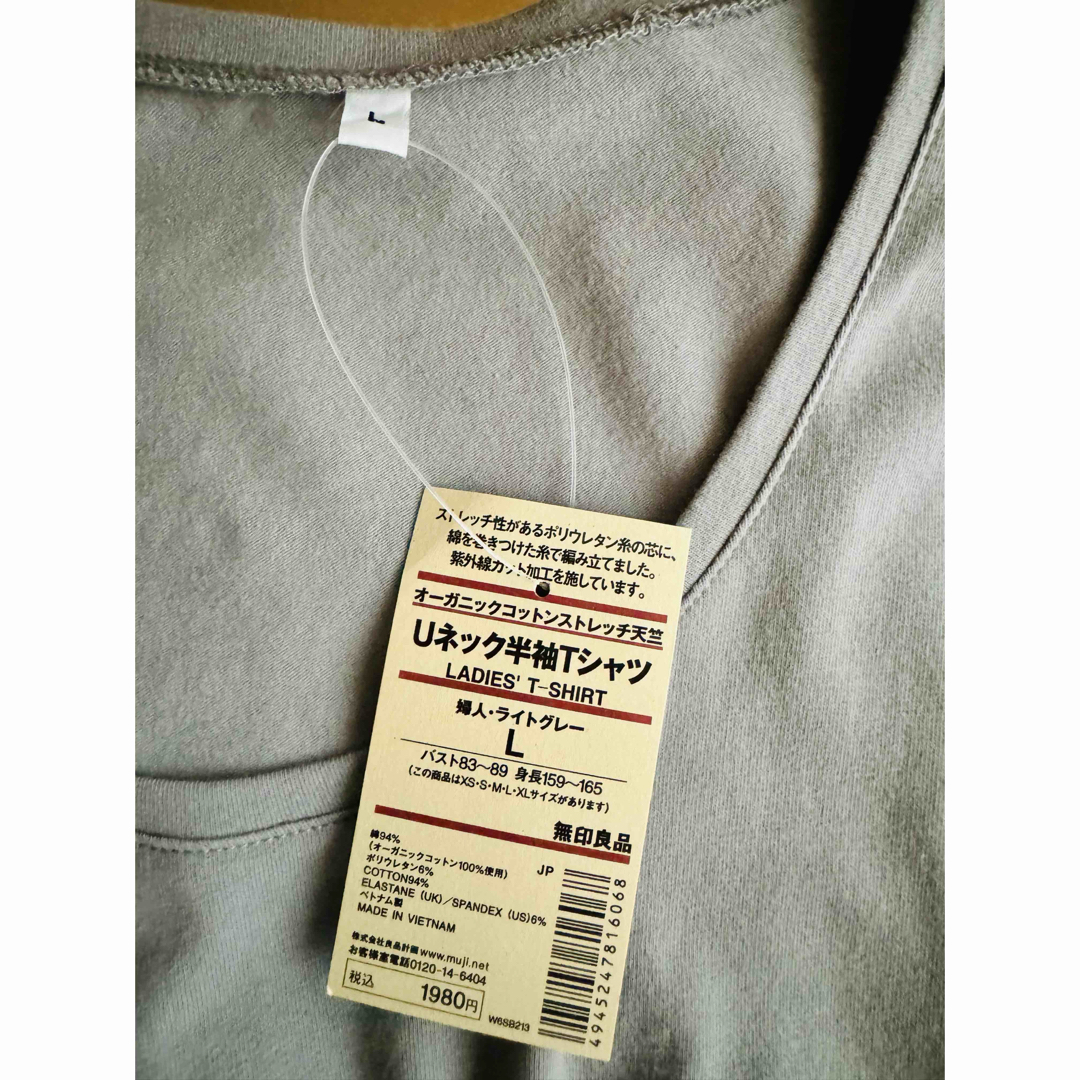 L
ストレッチ性があるポリウレタン糸の芯に、
綿を巻きつけた糸で編み立てました。
紫外線カット加工を施しています。
オーガニックコットンストレッチ天竺
Uネック半袖Tシャツ
LADIES' T-SHIRT
婦人・ライトグレー
L
バスト83〜89 身長159〜165
(この商品はXS・S・M・L・XLサイズがあります)
無印良品
綿94%
(オーガニックコットン100%使用)
ポリウレタン6%
COTTON94%
ELASTANE (UK)/SPANDEX (US)6%
ベトナム製
MADE IN VIETNAM
JP
株式会社良品計画 www.muji.net
お客様室電話0120-14-6404
税込 1980円
W6SB213
4945247816068